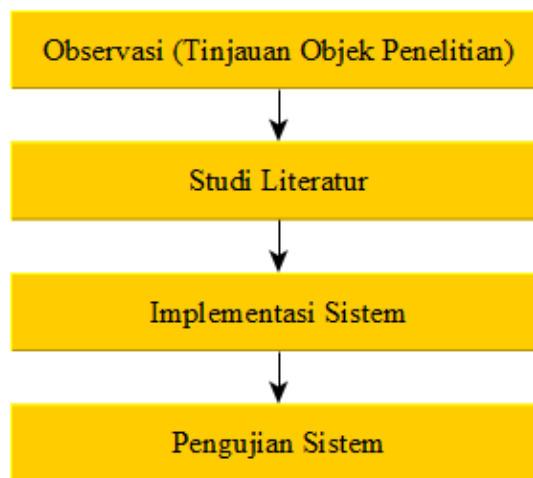 Observasi (Tinjauan Objek Penelitian)
Studi Literatur
Implementasi Sistem
Pengujian Sistem